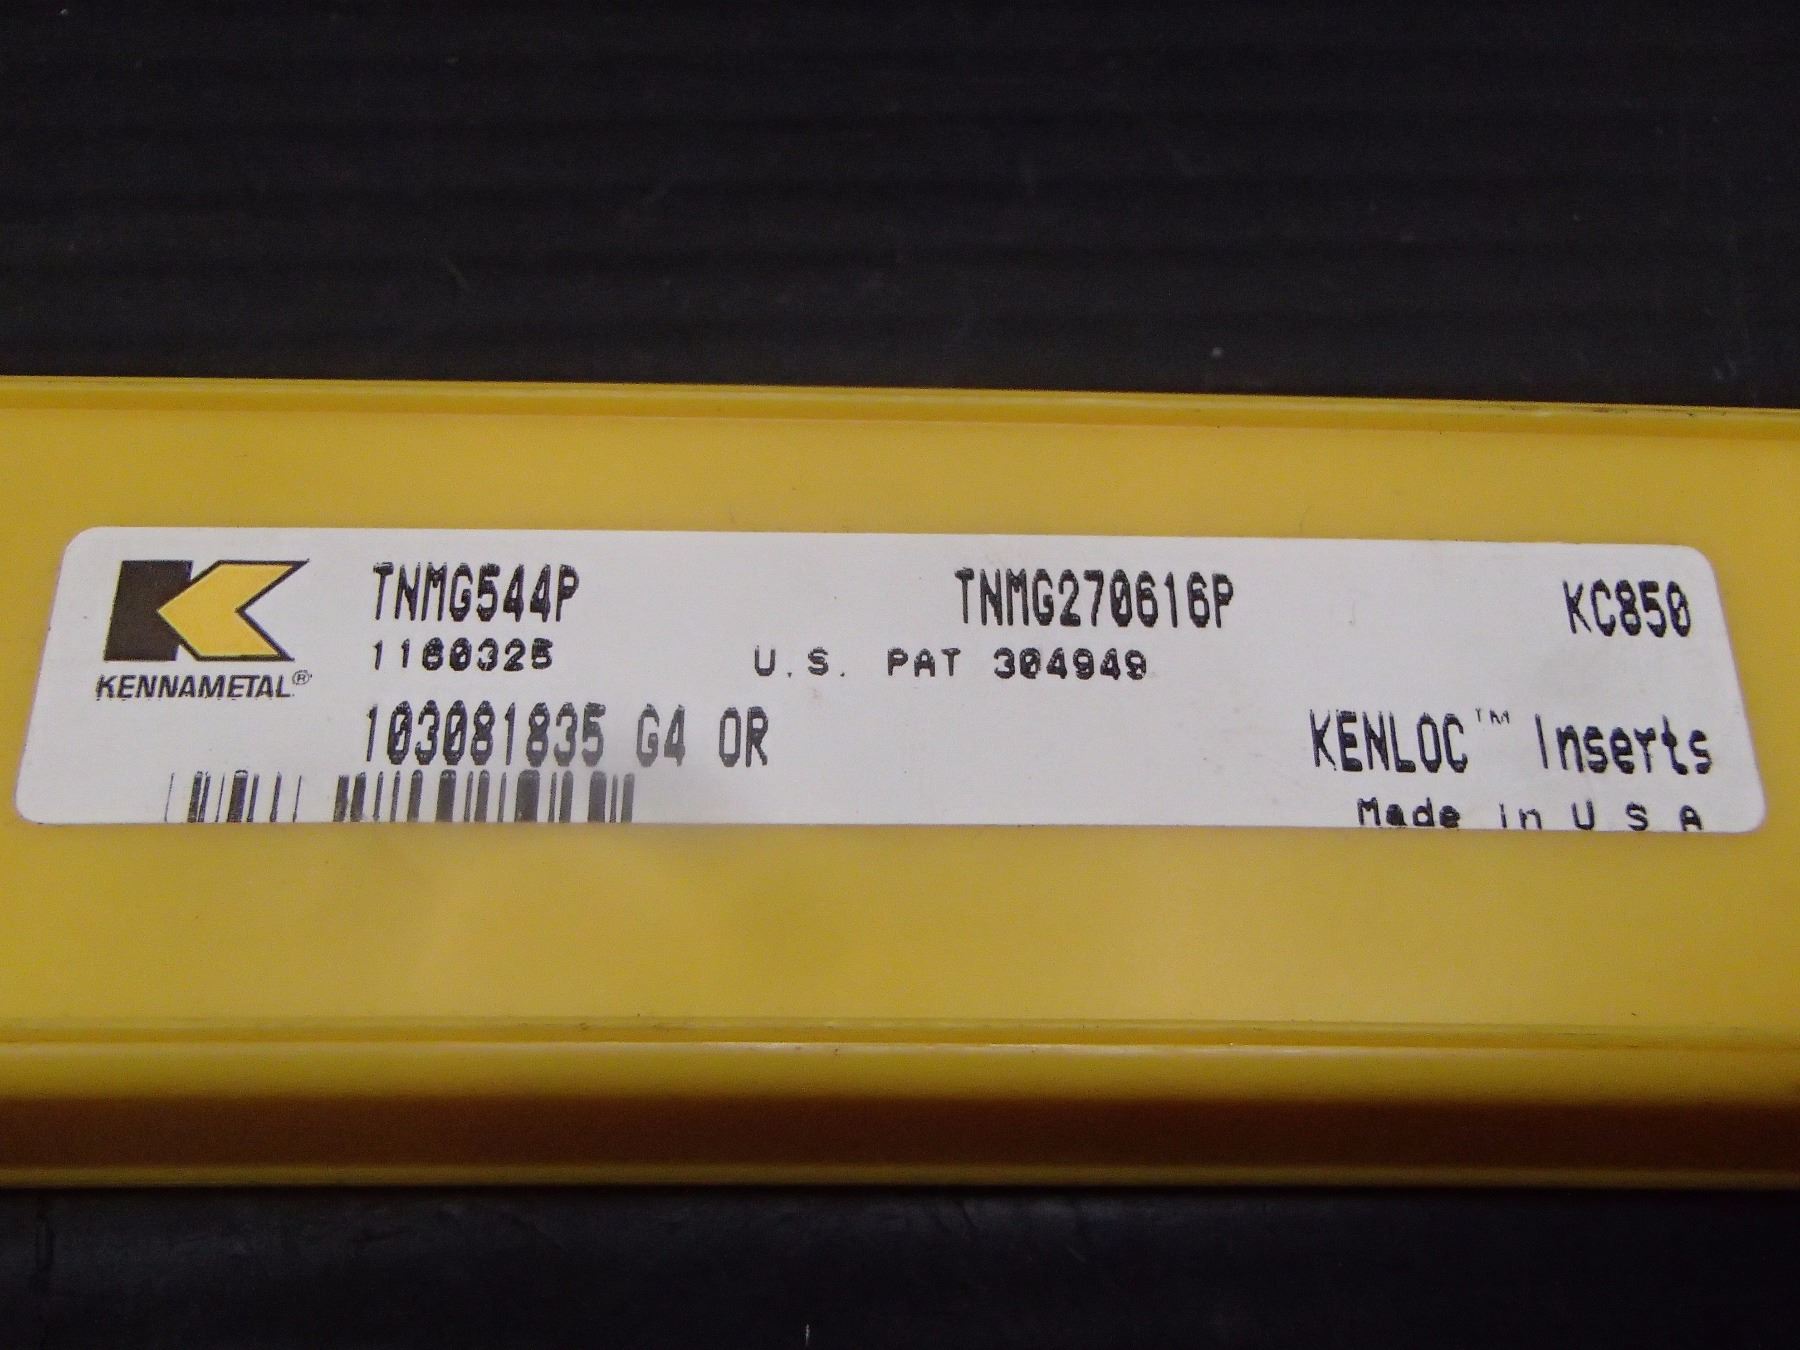 TNMG544P TNMG270616P KC850
1160325 U.S. PAT 304949
KENNAMETAL®
103081835 G4 OR
KENLOC™ Inserts
Made in U S A